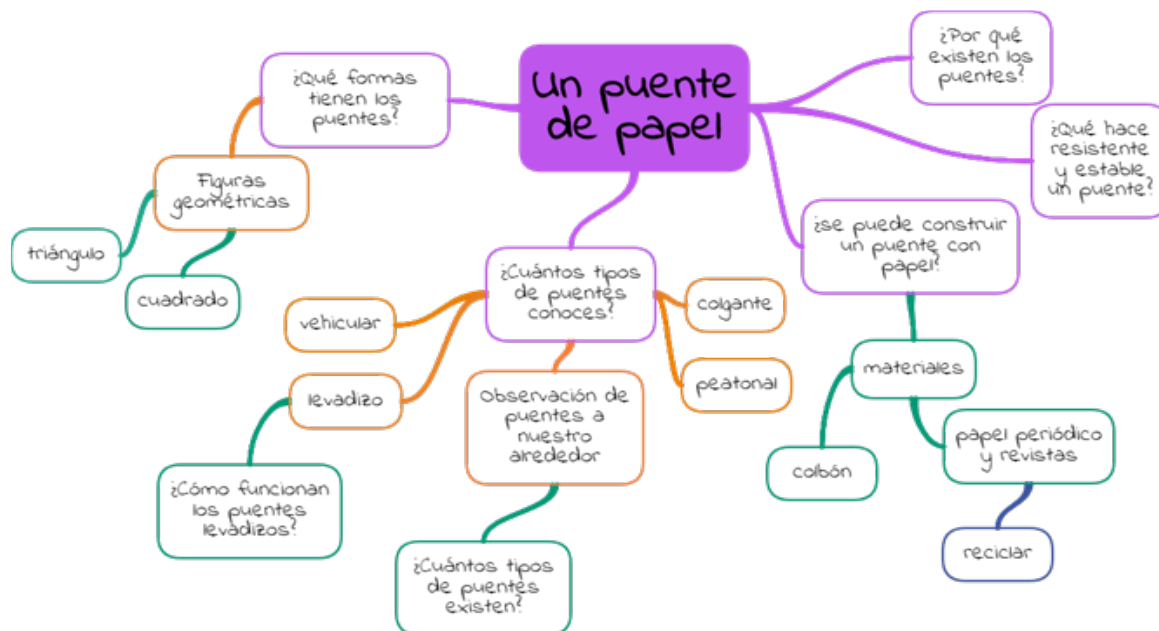 Un puente
de papel
¿Qué formas
tienen los
puentes?
Figuras
geométricas
triángulo
cuadrado
¿Cuántos tipos
de puentes
conoces?
vehicular
levadizo
¿Cómo funcionan
los puentes
levadizos?
Observación de
puentes a
nuestro
alrededor
¿Cuántos tipos
de puentes
existen?
colgante
peatonal
¿Por qué
existen los
puentes?
¿Qué hace
resistente
y estable
un puente?
¿se puede construir
un puente con
papel?
materiales
colbón
papel periódico
y revistas
reciclar